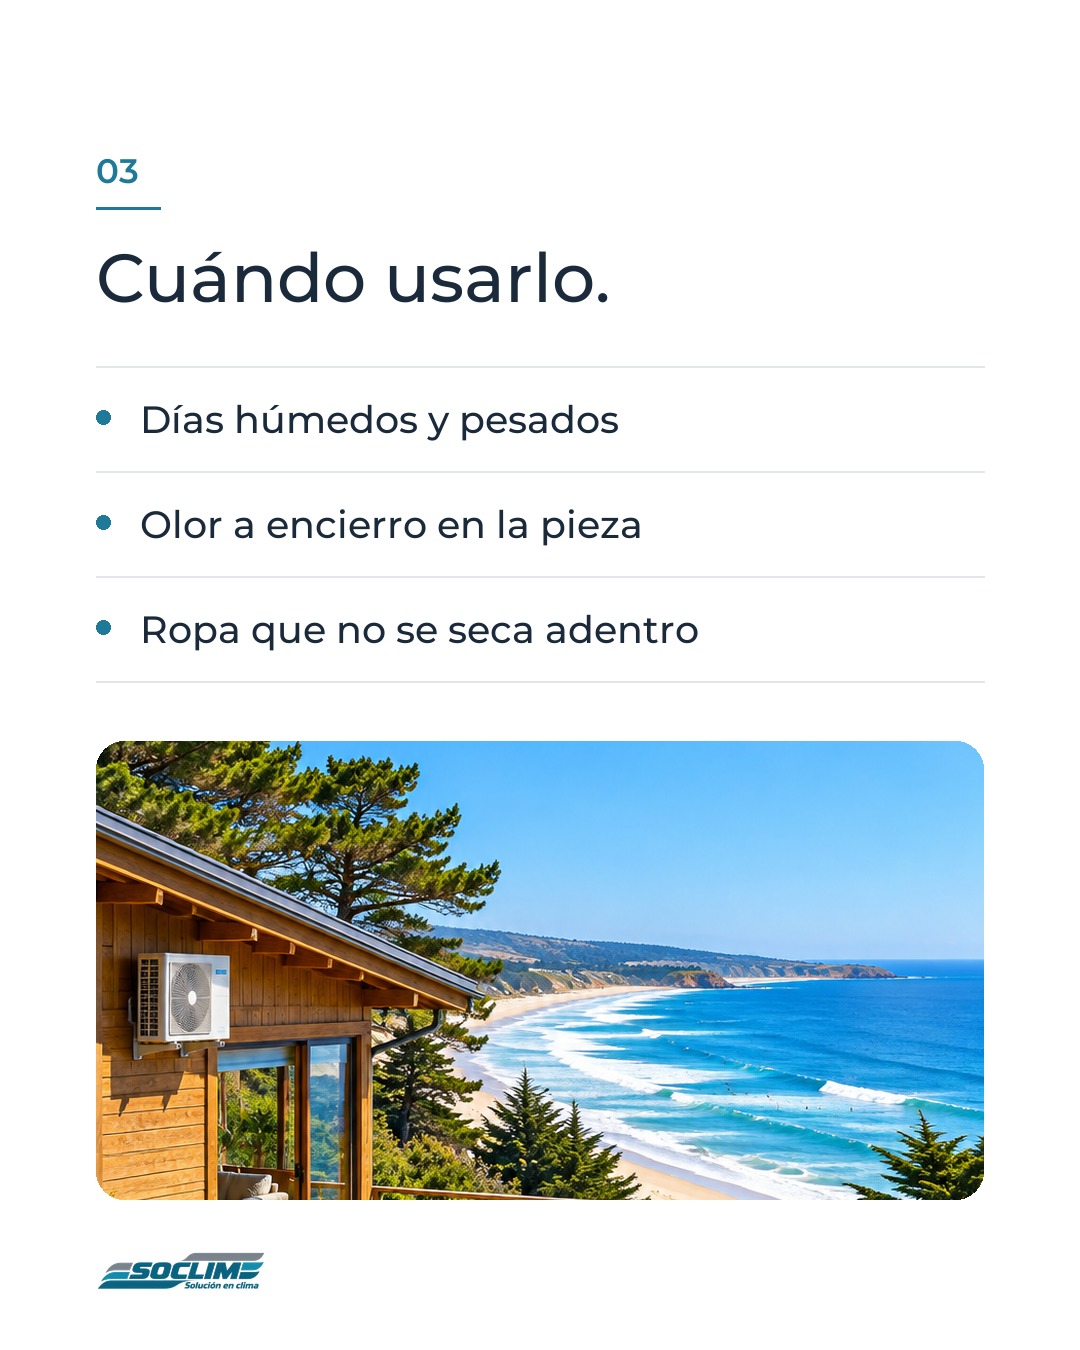 03
Cuándo usarlo.
Días húmedos y pesados
Olor a encierro en la pieza
Ropa que no se seca adentro
SOCLIME
Solución en clima